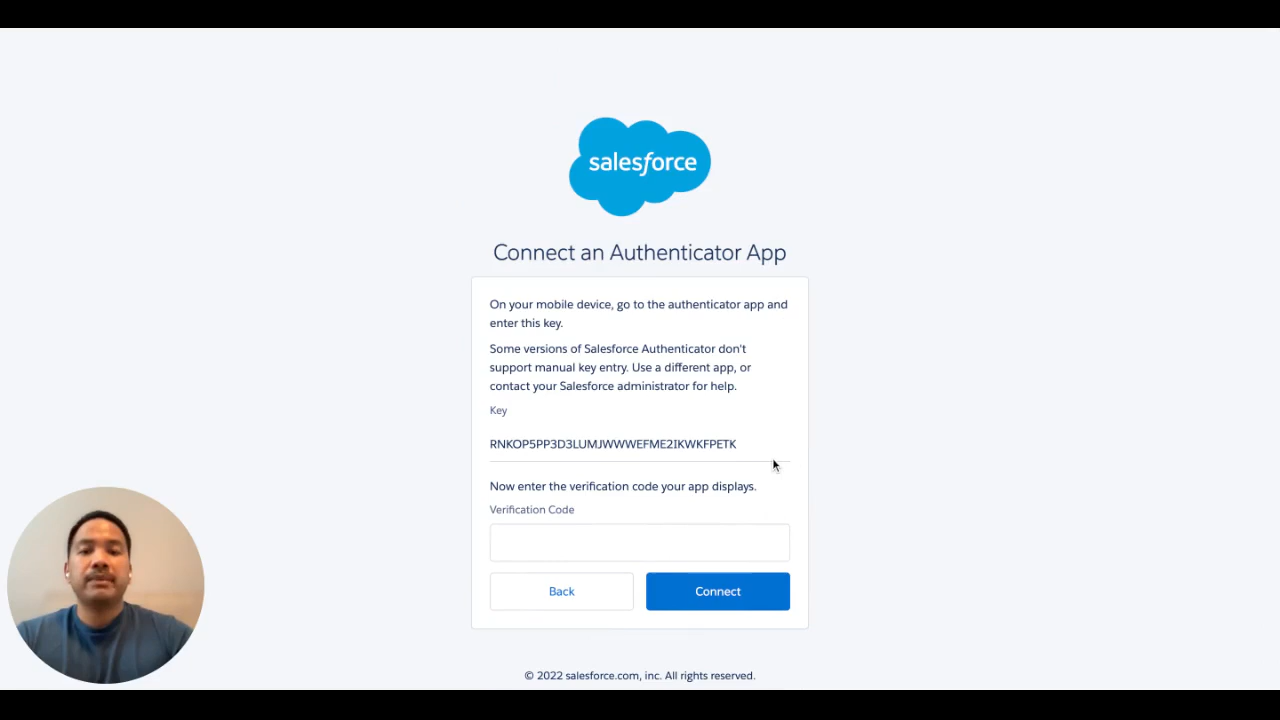 salesforce
Connect an Authenticator App
On your mobile device, go to the authenticator app and
enter this key.
Some versions of Salesforce Authenticator don't
support manual key entry. Use a different app, or
contact your Salesforce administrator for help.
Key
RNKOP5PP3D3LUMJWWWEFME2IKWKFPETK
Now enter the verification code your app displays.
Verification Code
Back
Connect
© 2022 salesforce.com, inc. All rights reserved.